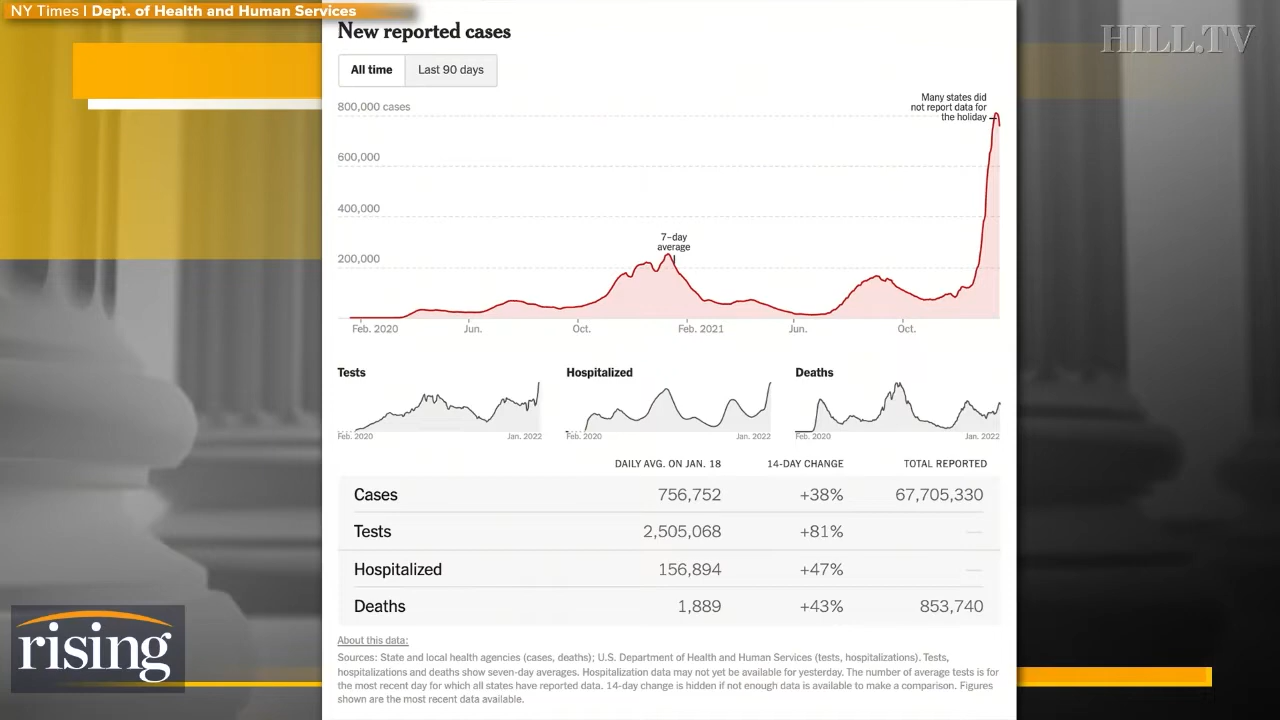 NY Times | Dept. of Health and Human Services
HILL.TV
New reported cases
All time
Last 90 days
800,000 cases
600,000
400,000
200,000
Many states did
not report data for
the holiday
7-day
average
Feb. 2020
Jun.
Oct.
Feb. 2021
Jun.
Oct.
Tests
Hospitalized
Deaths
Feb. 2020
Jan. 2022
Feb. 2020
Jan. 2022
Feb. 2020
Jan. 2022
DAILY AVG. ON JAN. 18 14-DAY CHANGE TOTAL REPORTED
Cases 756,752 +38% 67,705,330
Tests 2,505,068 +81% —
Hospitalized 156,894 +47% —
Deaths 1,889 +43% 853,740
About this data:
Sources: State and local health agencies (cases, deaths); U.S. Department of Health and Human Services (tests, hospitalizations). Tests,
hospitalizations and deaths show seven-day averages. Hospitalization data may not yet be available for yesterday. The number of average tests is for
the most recent day for which all states have reported data. 14-day change is hidden if not enough data is available to make a comparison. Figures
shown are the most recent data available.
rising